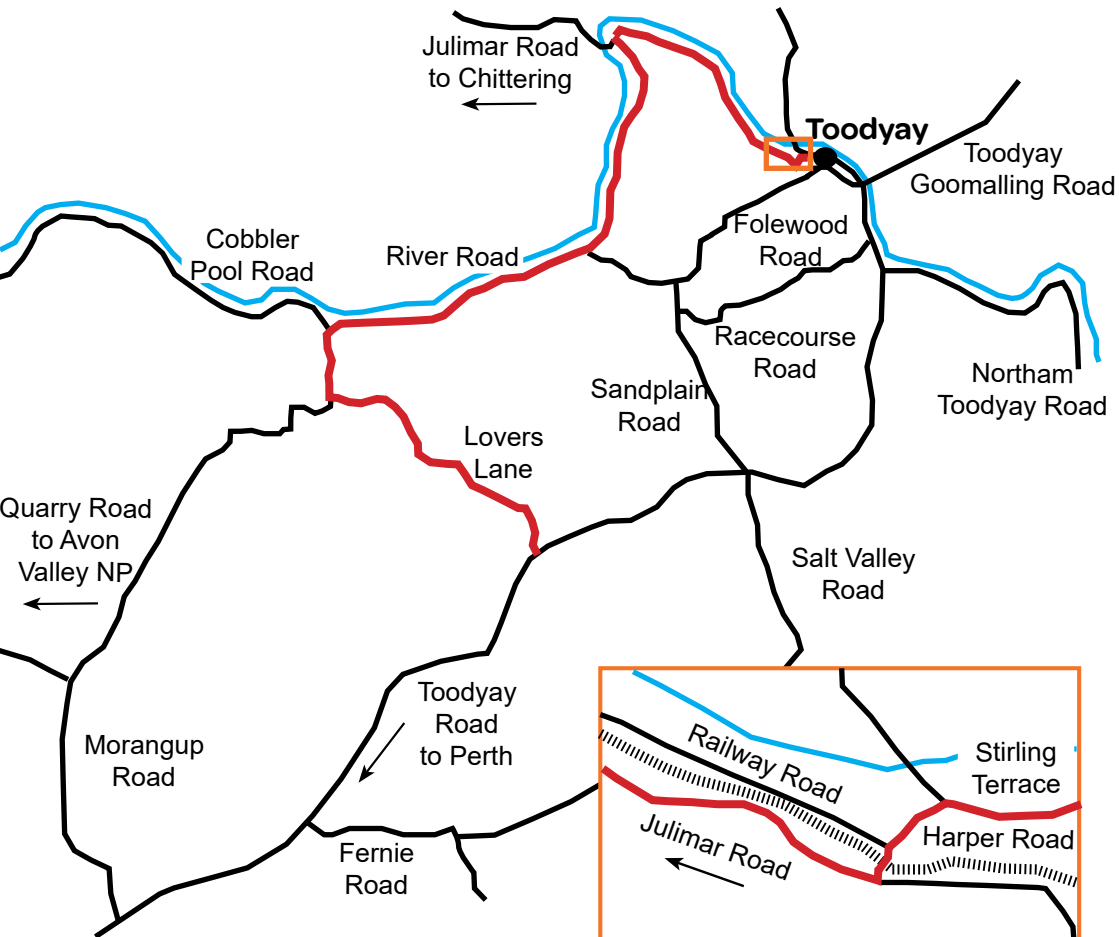 Julimar Road
to Chittering
Toodyay
Toodyay
Goomalling Road
Folewood
Road
Cobbler
Pool Road
River Road
Racecourse
Road
Northam
Toodyay Road
Sandplain
Road
Lovers
Lane
Quarry Road
to Avon
Valley NP
Salt Valley
Road
Toodyay
Road
to Perth
Morangup
Road
Fernie
Road
Railway Road
Stirling
Terrace
Harper Road
Julimar Road